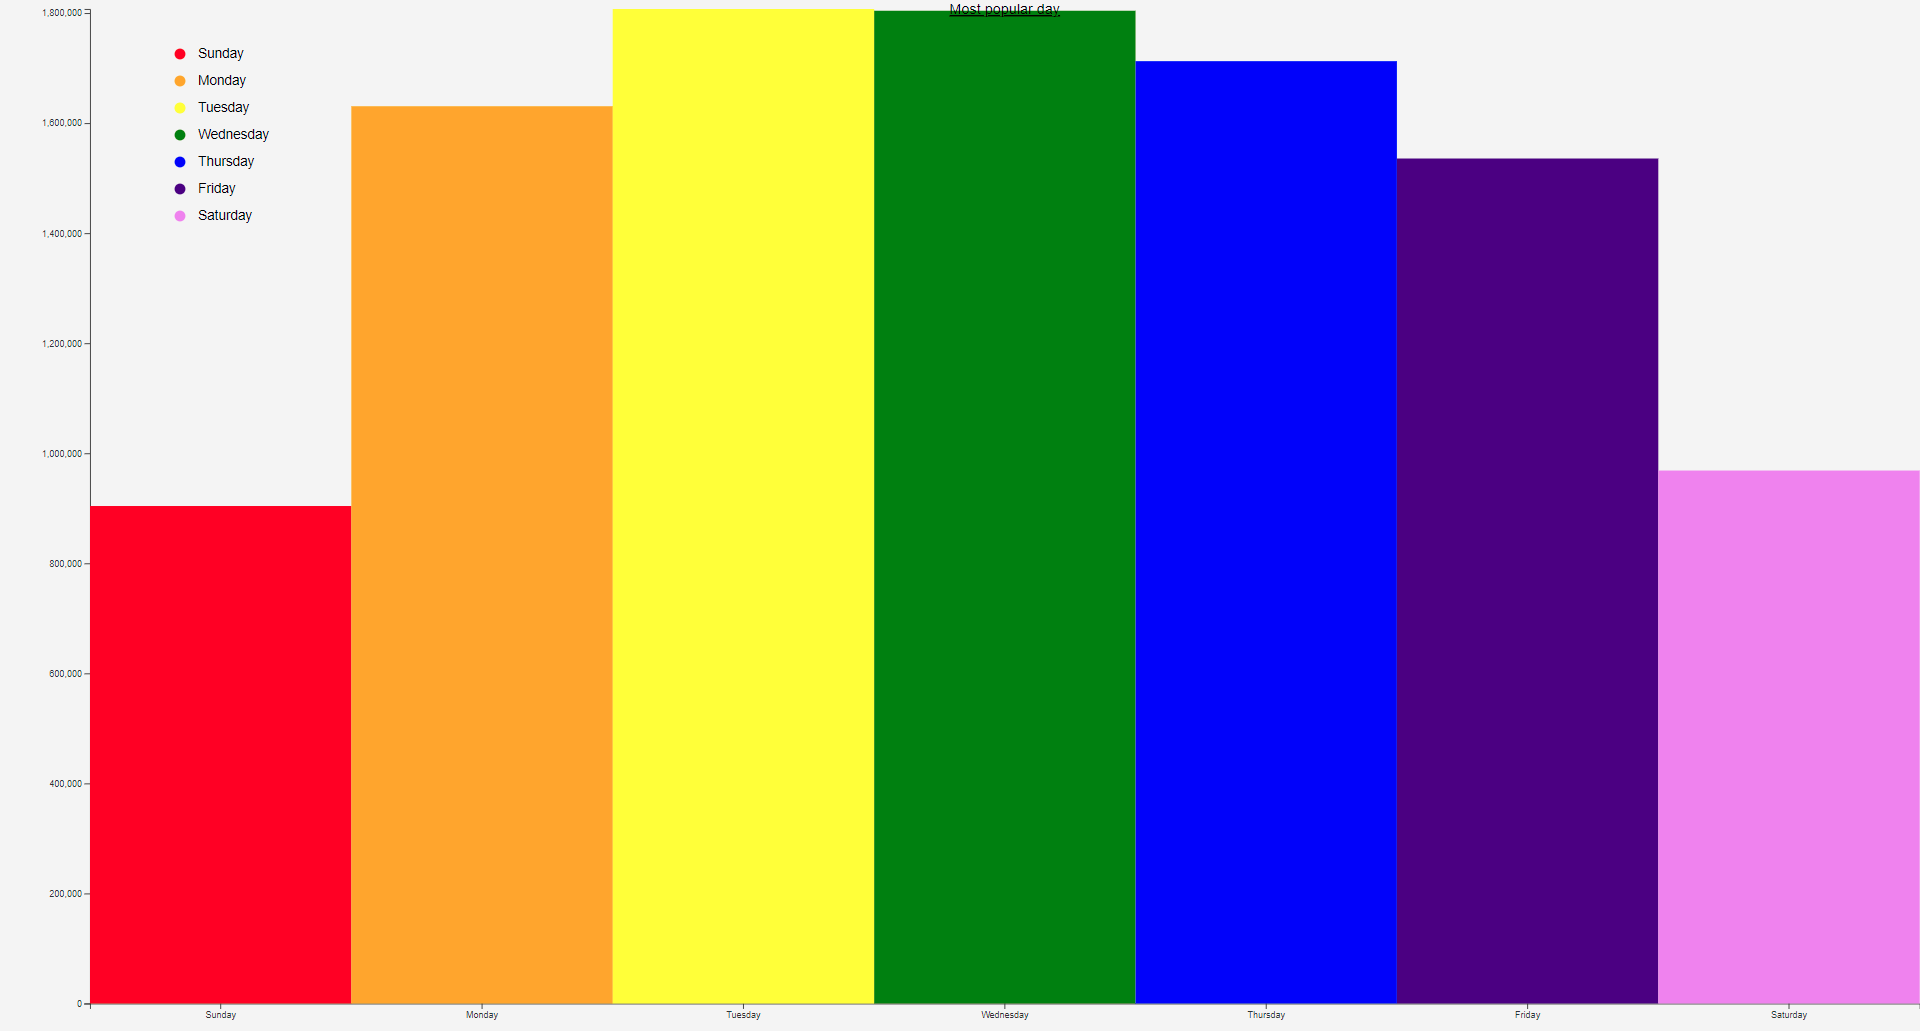 Most popular day
1,800,000
1,600,000
1,400,000
1,200,000
1,000,000
800,000
600,000
400,000
200,000
0
Sunday
Monday
Tuesday
Wednesday
Thursday
Friday
Saturday
Sunday Monday Tuesday Wednesday Thursday Friday Saturday